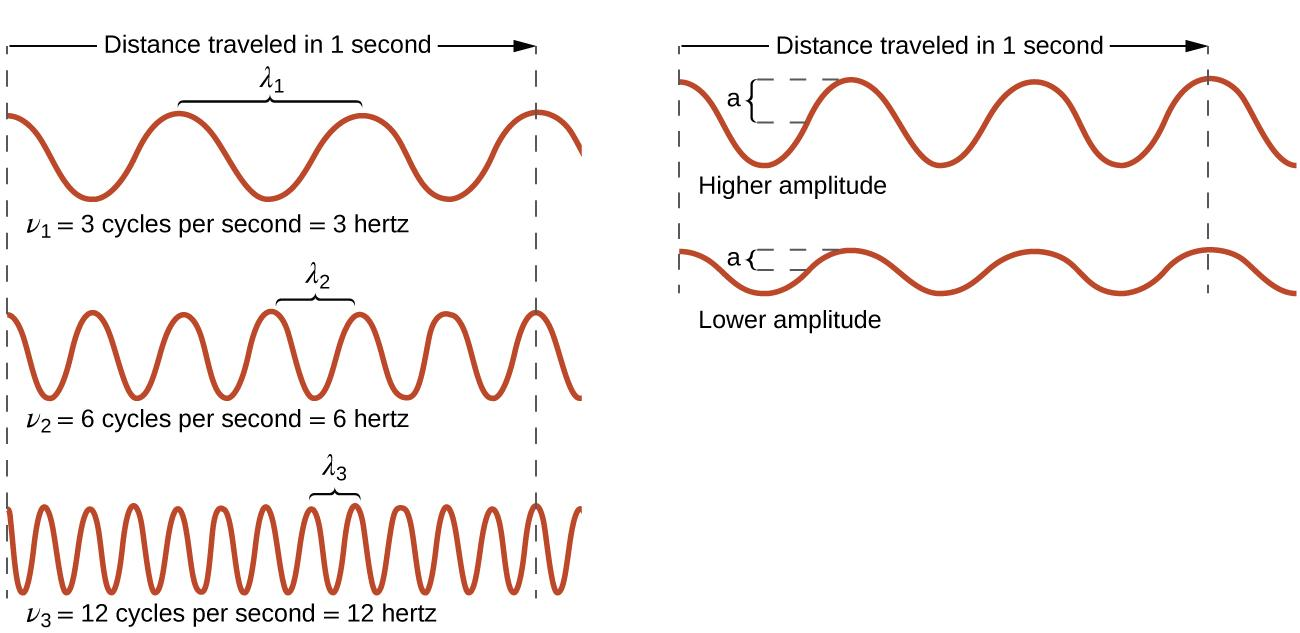 Distance traveled in 1 second
λ1
ν1 = 3 cycles per second = 3 hertz
λ2
ν2 = 6 cycles per second = 6 hertz
λ3
ν3 = 12 cycles per second = 12 hertz
Distance traveled in 1 second
a
Higher amplitude
a
Lower amplitude